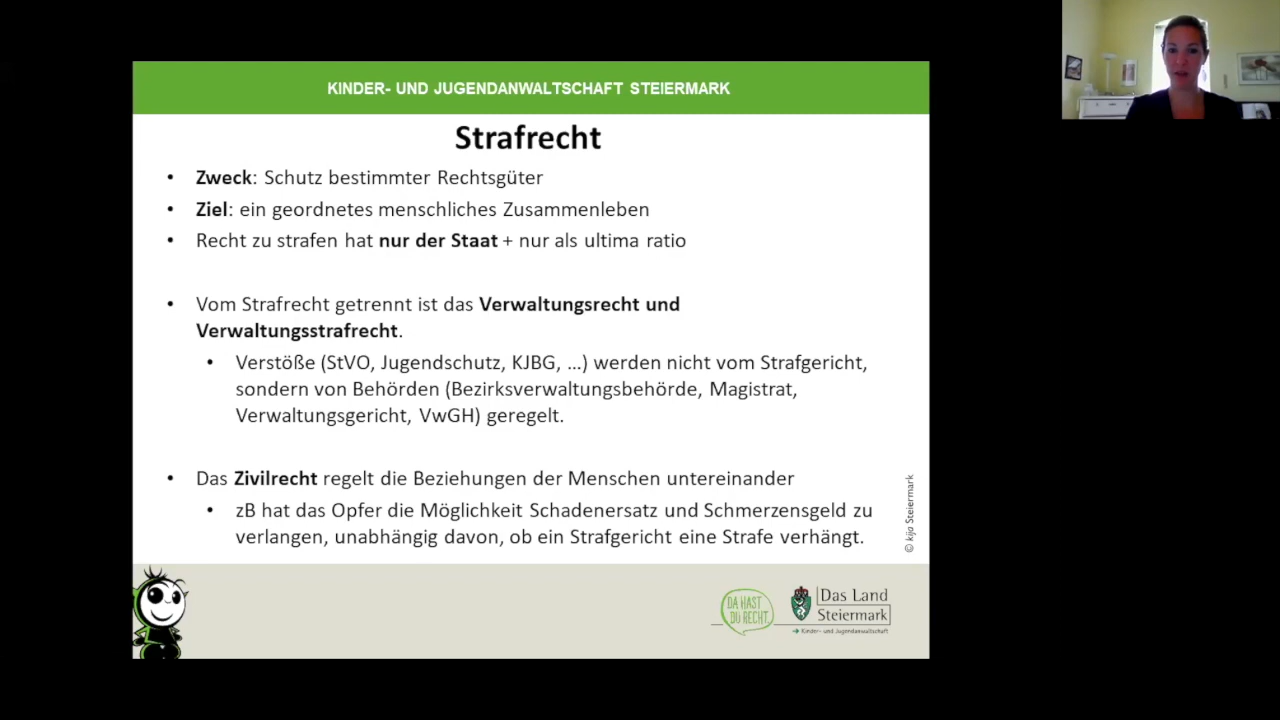 KINDER- UND JUGENDANWALTSCHAFT STEIERMARK
Strafrecht
• Zweck: Schutz bestimmter Rechtsgüter
• Ziel: ein geordnetes menschliches Zusammenleben
• Recht zu strafen hat nur der Staat + nur als ultima ratio
• Vom Strafrecht getrennt ist das Verwaltungsrecht und
Verwaltungsstrafrecht.
• Verstöße (StVO, Jugendschutz, KJBG, ...) werden nicht vom Strafgericht,
sondern von Behörden (Bezirksverwaltungsbehörde, Magistrat,
Verwaltungsgericht, VwGH) geregelt.
• Das Zivilrecht regelt die Beziehungen der Menschen untereinander
• zB hat das Opfer die Möglichkeit Schadenersatz und Schmerzensgeld zu
verlangen, unabhängig davon, ob ein Strafgericht eine Strafe verhängt.
© kija Steiermark
DA HAST
DU RECHT
Das Land
Steiermark
→ Kinder- und Jugendanwaltschaft